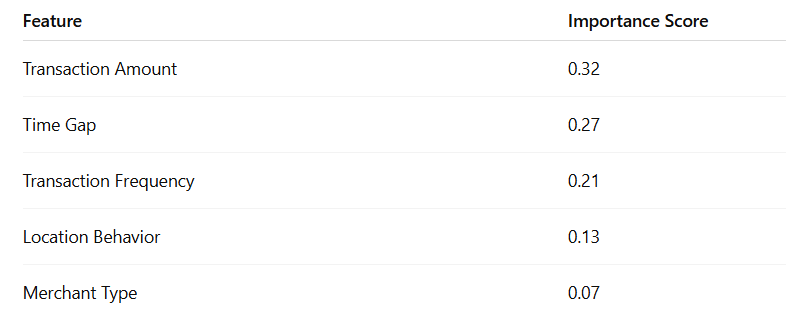 Feature Importance Score
Transaction Amount 0.32
Time Gap 0.27
Transaction Frequency 0.21
Location Behavior 0.13
Merchant Type 0.07